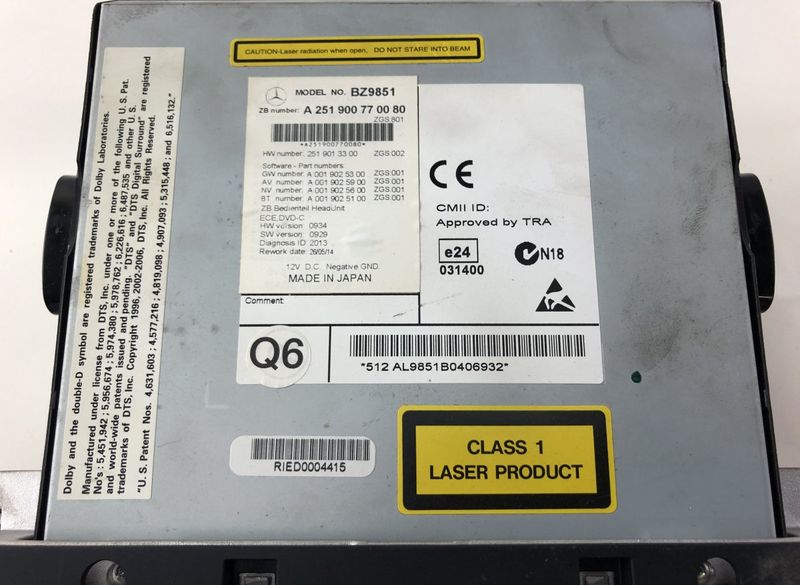 CAUTION-Laser radiation when open, DO NOT STARE INTO BEAM
MODEL NO. BZ9851
ZB number: A 251 900 77 00 80
ZGS:801
*A251900770080*
HW number: 251 901 33 00 ZGS:002
Software - Part numbers:
GW number: A 001 902 53 00 ZGS:001
AV number: A 001 902 59 00 ZGS:001
NV number: A 001 902 56 00 ZGS:001
BT number: A 001 902 51 00 ZGS:001
ZB Bedienteil HeadUnit
ECE,DVD-C
HW version: 0934
SW version: 0929
Diagnosis ID: 2013
Rework date: 26/05/14
12V D.C. Negative GND.
MADE IN JAPAN
Comment:
CE
CMII ID:
Approved by TRA
e24
031400
N18
Q6
*512 AL9851B0406932*
RIED0004415
CLASS 1
LASER PRODUCT
Dolby and the double-D symbol are registered trademarks of Dolby Laboratories.
Manufactured under license from DTS, Inc. under one or more of the following U.S. Pat.
No's: 5,451,942; 5,956,674; 5,974,380; 5,978,762; 6,226,616; 6,487,535 and other U.S.
and world-wide patents issued and pending. "DTS" and "DTS Digital Surround" are registered
trademarks of DTS, Inc. Copyright 1996, 2002-2006, DTS, Inc. All Rights Reserved.
"U.S. Patent Nos. 4,631,603; 4,577,216; 4,819,098; 4,907,093; 5,315,448; and 6,516,132."